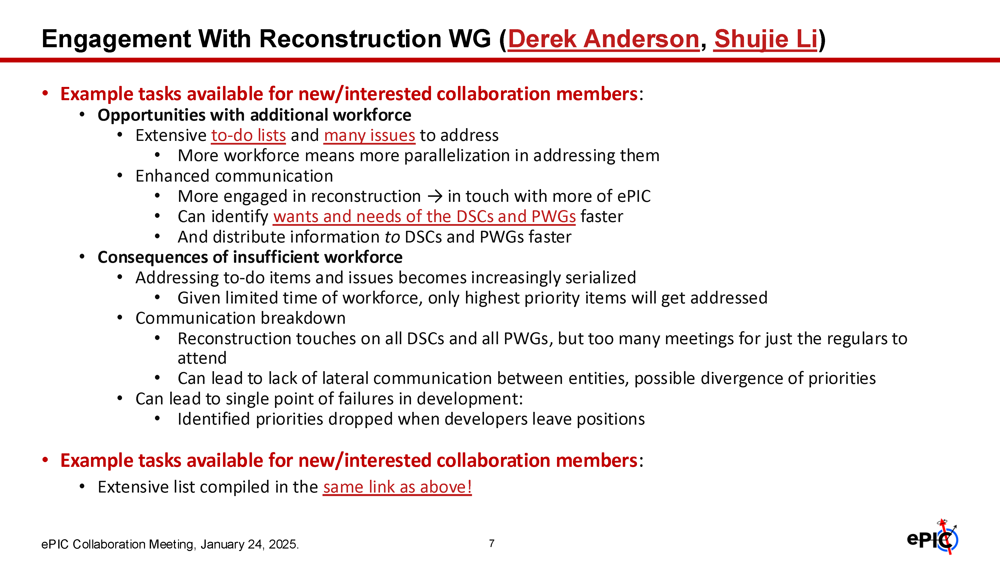 Engagement With Reconstruction WG (Derek Anderson, Shujie Li)
• Example tasks available for new/interested collaboration members:
• Opportunities with additional workforce
• Extensive to-do lists and many issues to address
• More workforce means more parallelization in addressing them
• Enhanced communication
• More engaged in reconstruction → in touch with more of ePIC
• Can identify wants and needs of the DSCs and PWGs faster
• And distribute information to DSCs and PWGs faster
• Consequences of insufficient workforce
• Addressing to-do items and issues becomes increasingly serialized
• Given limited time of workforce, only highest priority items will get addressed
• Communication breakdown
• Reconstruction touches on all DSCs and all PWGs, but too many meetings for just the regulars to
attend
• Can lead to lack of lateral communication between entities, possible divergence of priorities
• Can lead to single point of failures in development:
• Identified priorities dropped when developers leave positions
• Example tasks available for new/interested collaboration members:
• Extensive list compiled in the same link as above!
ePIC Collaboration Meeting, January 24, 2025.
7
ePIC